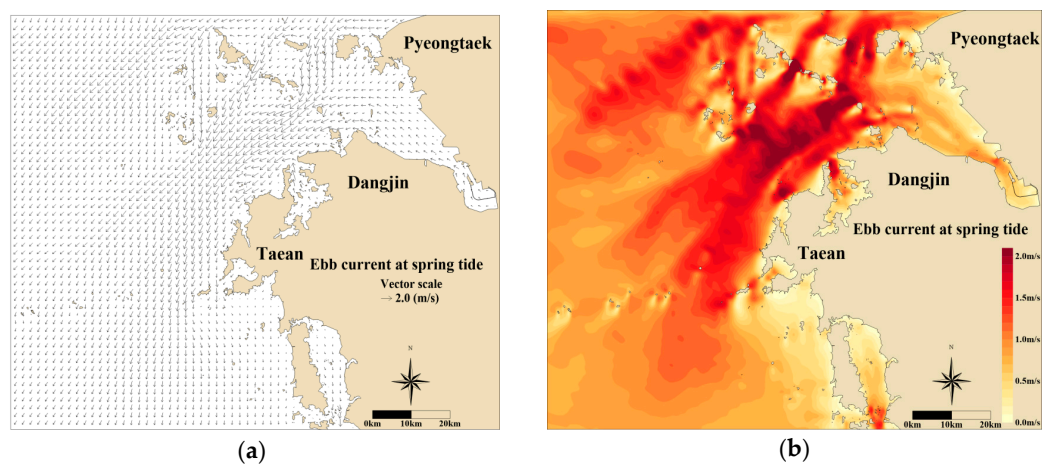 Pyeongtaek
Dangjin
Taean
Ebb current at spring tide
Vector scale
2.0 (m/s)
N
0km 10km 20km
(a)
Pyeongtaek
Dangjin
Ebb current at spring tide
Taean
2.0m/s
1.5m/s
1.0m/s
0.5m/s
0.0m/s
N
0km 10km 20km
(b)